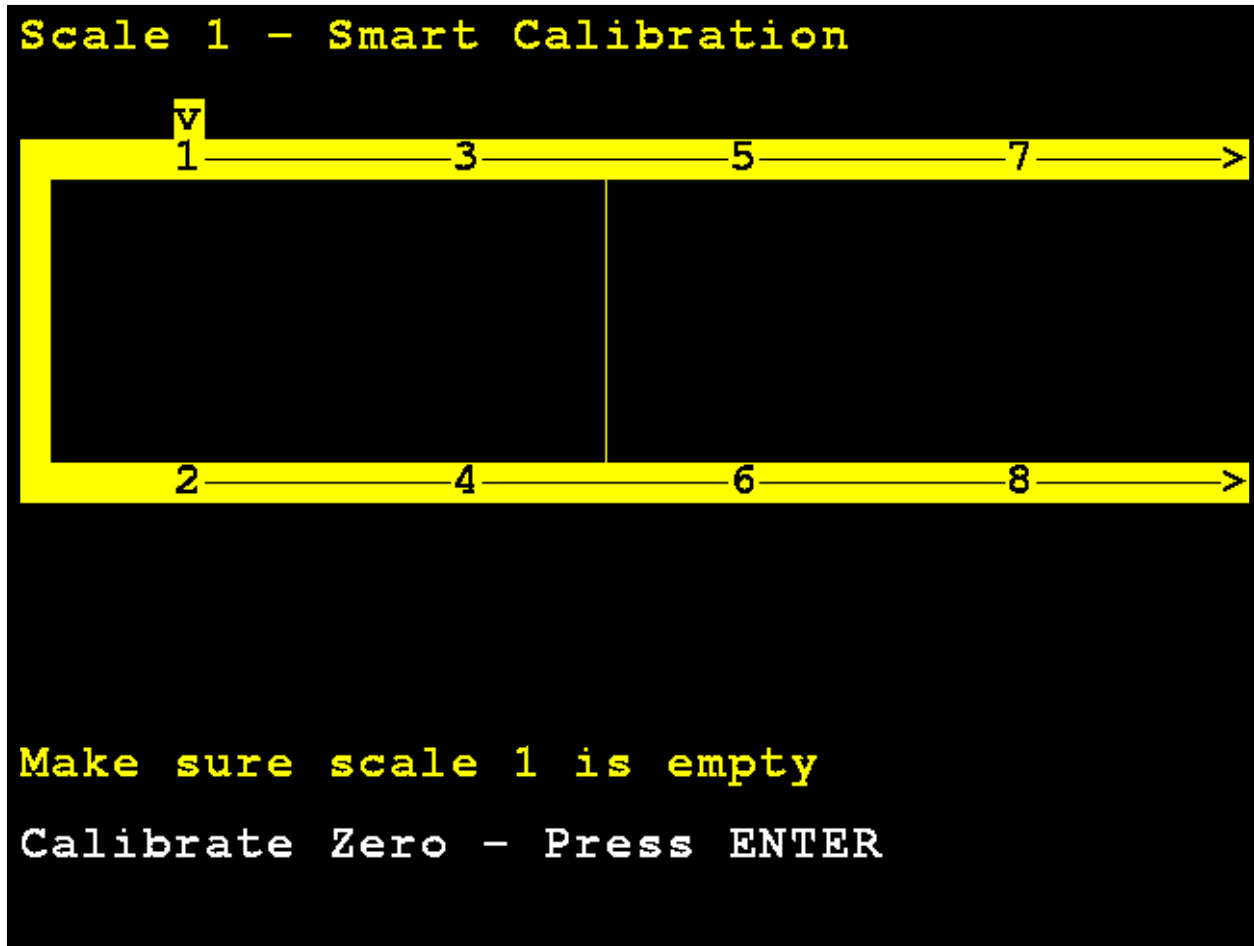 Scale 1 - Smart Calibration
v
1 3 5 7 >
2 4 6 8 >
Make sure scale 1 is empty
Calibrate Zero - Press ENTER